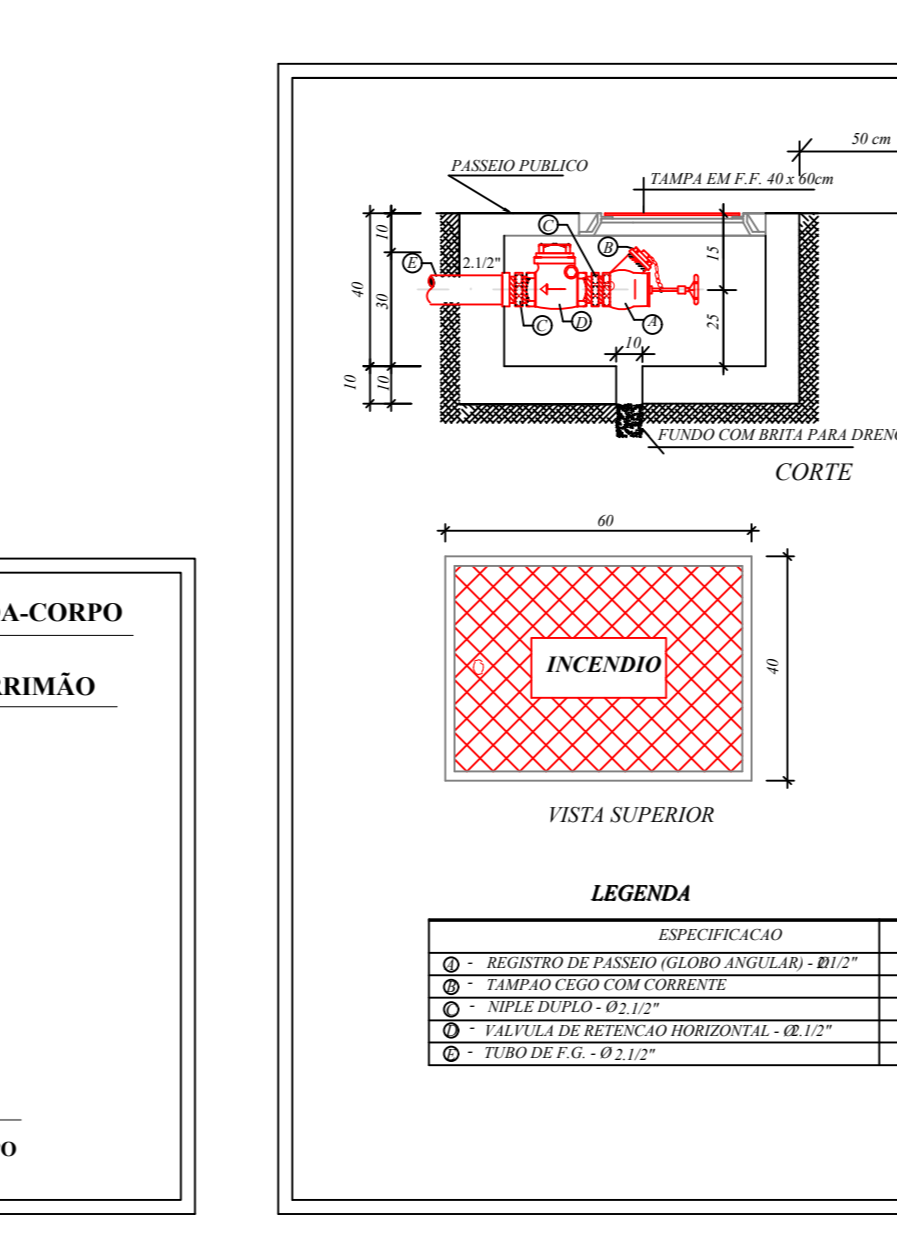 50 cm
PASSEIO PUBLICO
TAMPA EM F.F. 40 x 60cm
C
10
B
15
E
2.1/2"
40
30
C
D
A
25
10
10
10
FUNDO COM BRITA PARA DREN
CORTE
60
INCENDIO
40
VISTA SUPERIOR
LEGENDA
ESPECIFICACAO
A - REGISTRO DE PASSEIO (GLOBO ANGULAR) - Ø2.1/2"
B - TAMPAO CEGO COM CORRENTE
C - NIPLE DUPLO - Ø 2.1/2"
D - VALVULA DE RETENCAO HORIZONTAL - Ø2.1/2"
E - TUBO DE F.G. - Ø 2.1/2"
A-CORPO
RRIMÃO
O